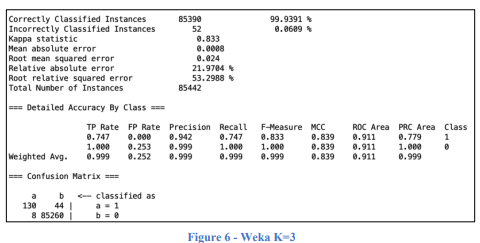 Correctly Classified Instances 85390 99.9391 %
Incorrectly Classified Instances 52 0.0609 %
Kappa statistic 0.833
Mean absolute error 0.0008
Root mean squared error 0.024
Relative absolute error 21.9704 %
Root relative squared error 53.2988 %
Total Number of Instances 85442
=== Detailed Accuracy By Class ===
TP Rate FP Rate Precision Recall F-Measure MCC ROC Area PRC Area Class
0.747 0.000 0.942 0.747 0.833 0.839 0.911 0.779 1
1.000 0.253 0.999 1.000 1.000 0.839 0.911 1.000 0
Weighted Avg. 0.999 0.252 0.999 0.999 0.999 0.839 0.911 0.999
=== Confusion Matrix ===
a b <-- classified as
130 44 | a = 1
8 85260 | b = 0
Figure 6 - Weka K=3